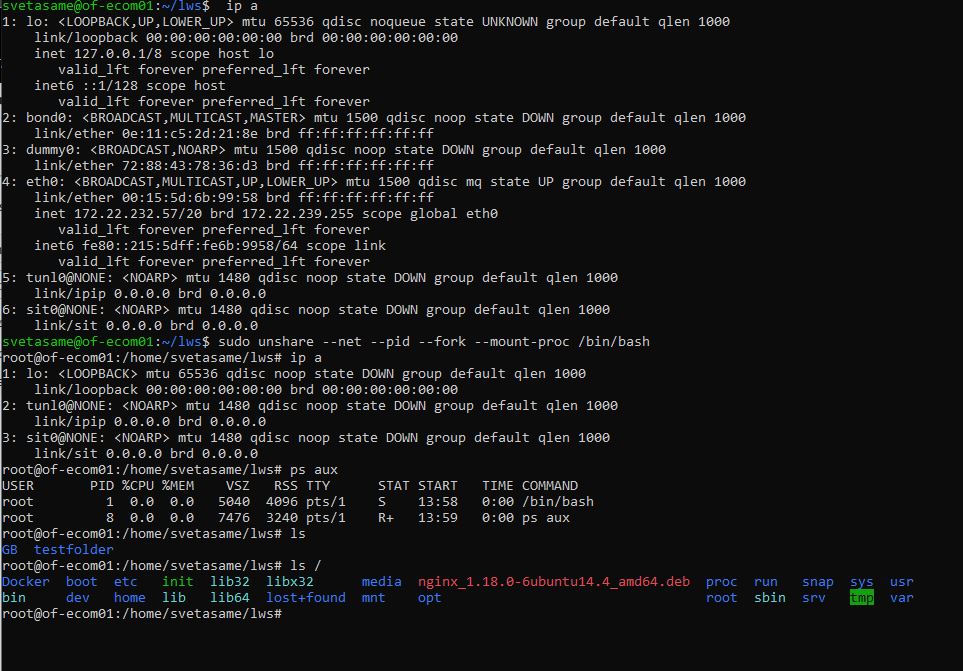 svetasame@of-ecom01:~/lws$  ip a
1: lo: <LOOPBACK,UP,LOWER_UP> mtu 65536 qdisc noqueue state UNKNOWN group default qlen 1000
    link/loopback 00:00:00:00:00:00 brd 00:00:00:00:00:00
    inet 127.0.0.1/8 scope host lo
       valid_lft forever preferred_lft forever
    inet6 ::1/128 scope host
       valid_lft forever preferred_lft forever
2: bond0: <BROADCAST,MULTICAST,MASTER> mtu 1500 qdisc noop state DOWN group default qlen 1000
    link/ether 0e:11:c5:2d:21:8e brd ff:ff:ff:ff:ff:ff
3: dummy0: <BROADCAST,NOARP> mtu 1500 qdisc noop state DOWN group default qlen 1000
    link/ether 72:88:43:78:36:d3 brd ff:ff:ff:ff:ff:ff
4: eth0: <BROADCAST,MULTICAST,UP,LOWER_UP> mtu 1500 qdisc mq state UP group default qlen 1000
    link/ether 00:15:5d:6b:99:58 brd ff:ff:ff:ff:ff:ff
    inet 172.22.232.57/20 brd 172.22.239.255 scope global eth0
       valid_lft forever preferred_lft forever
    inet6 fe80::215:5dff:fe6b:9958/64 scope link
       valid_lft forever preferred_lft forever
5: tunl0@NONE: <NOARP> mtu 1480 qdisc noop state DOWN group default qlen 1000
    link/ipip 0.0.0.0 brd 0.0.0.0
6: sit0@NONE: <NOARP> mtu 1480 qdisc noop state DOWN group default qlen 1000
    link/sit 0.0.0.0 brd 0.0.0.0
svetasame@of-ecom01:~/lws$ sudo unshare --net --pid --fork --mount-proc /bin/bash
root@of-ecom01:/home/svetasame/lws# ip a
1: lo: <LOOPBACK> mtu 65536 qdisc noop state DOWN group default qlen 1000
    link/loopback 00:00:00:00:00:00 brd 00:00:00:00:00:00
2: tunl0@NONE: <NOARP> mtu 1480 qdisc noop state DOWN group default qlen 1000
    link/ipip 0.0.0.0 brd 0.0.0.0
3: sit0@NONE: <NOARP> mtu 1480 qdisc noop state DOWN group default qlen 1000
    link/sit 0.0.0.0 brd 0.0.0.0
root@of-ecom01:/home/svetasame/lws# ps aux
USER       PID %CPU %MEM    VSZ   RSS TTY      STAT START   TIME COMMAND
root         1  0.0  0.0   5040  4096 pts/1    S    13:58   0:00 /bin/bash
root         8  0.0  0.0   7476  3240 pts/1    R+   13:59   0:00 ps aux
root@of-ecom01:/home/svetasame/lws# ls
GB  testfolder
root@of-ecom01:/home/svetasame/lws# ls /
Docker  boot  etc   init  lib32  libx32      media  nginx_1.18.0-6ubuntu14.4_amd64.deb  proc  run   snap  sys  usr
bin     dev   home  lib   lib64  lost+found  mnt    opt                                 root  sbin  srv   tmp  var
root@of-ecom01:/home/svetasame/lws#